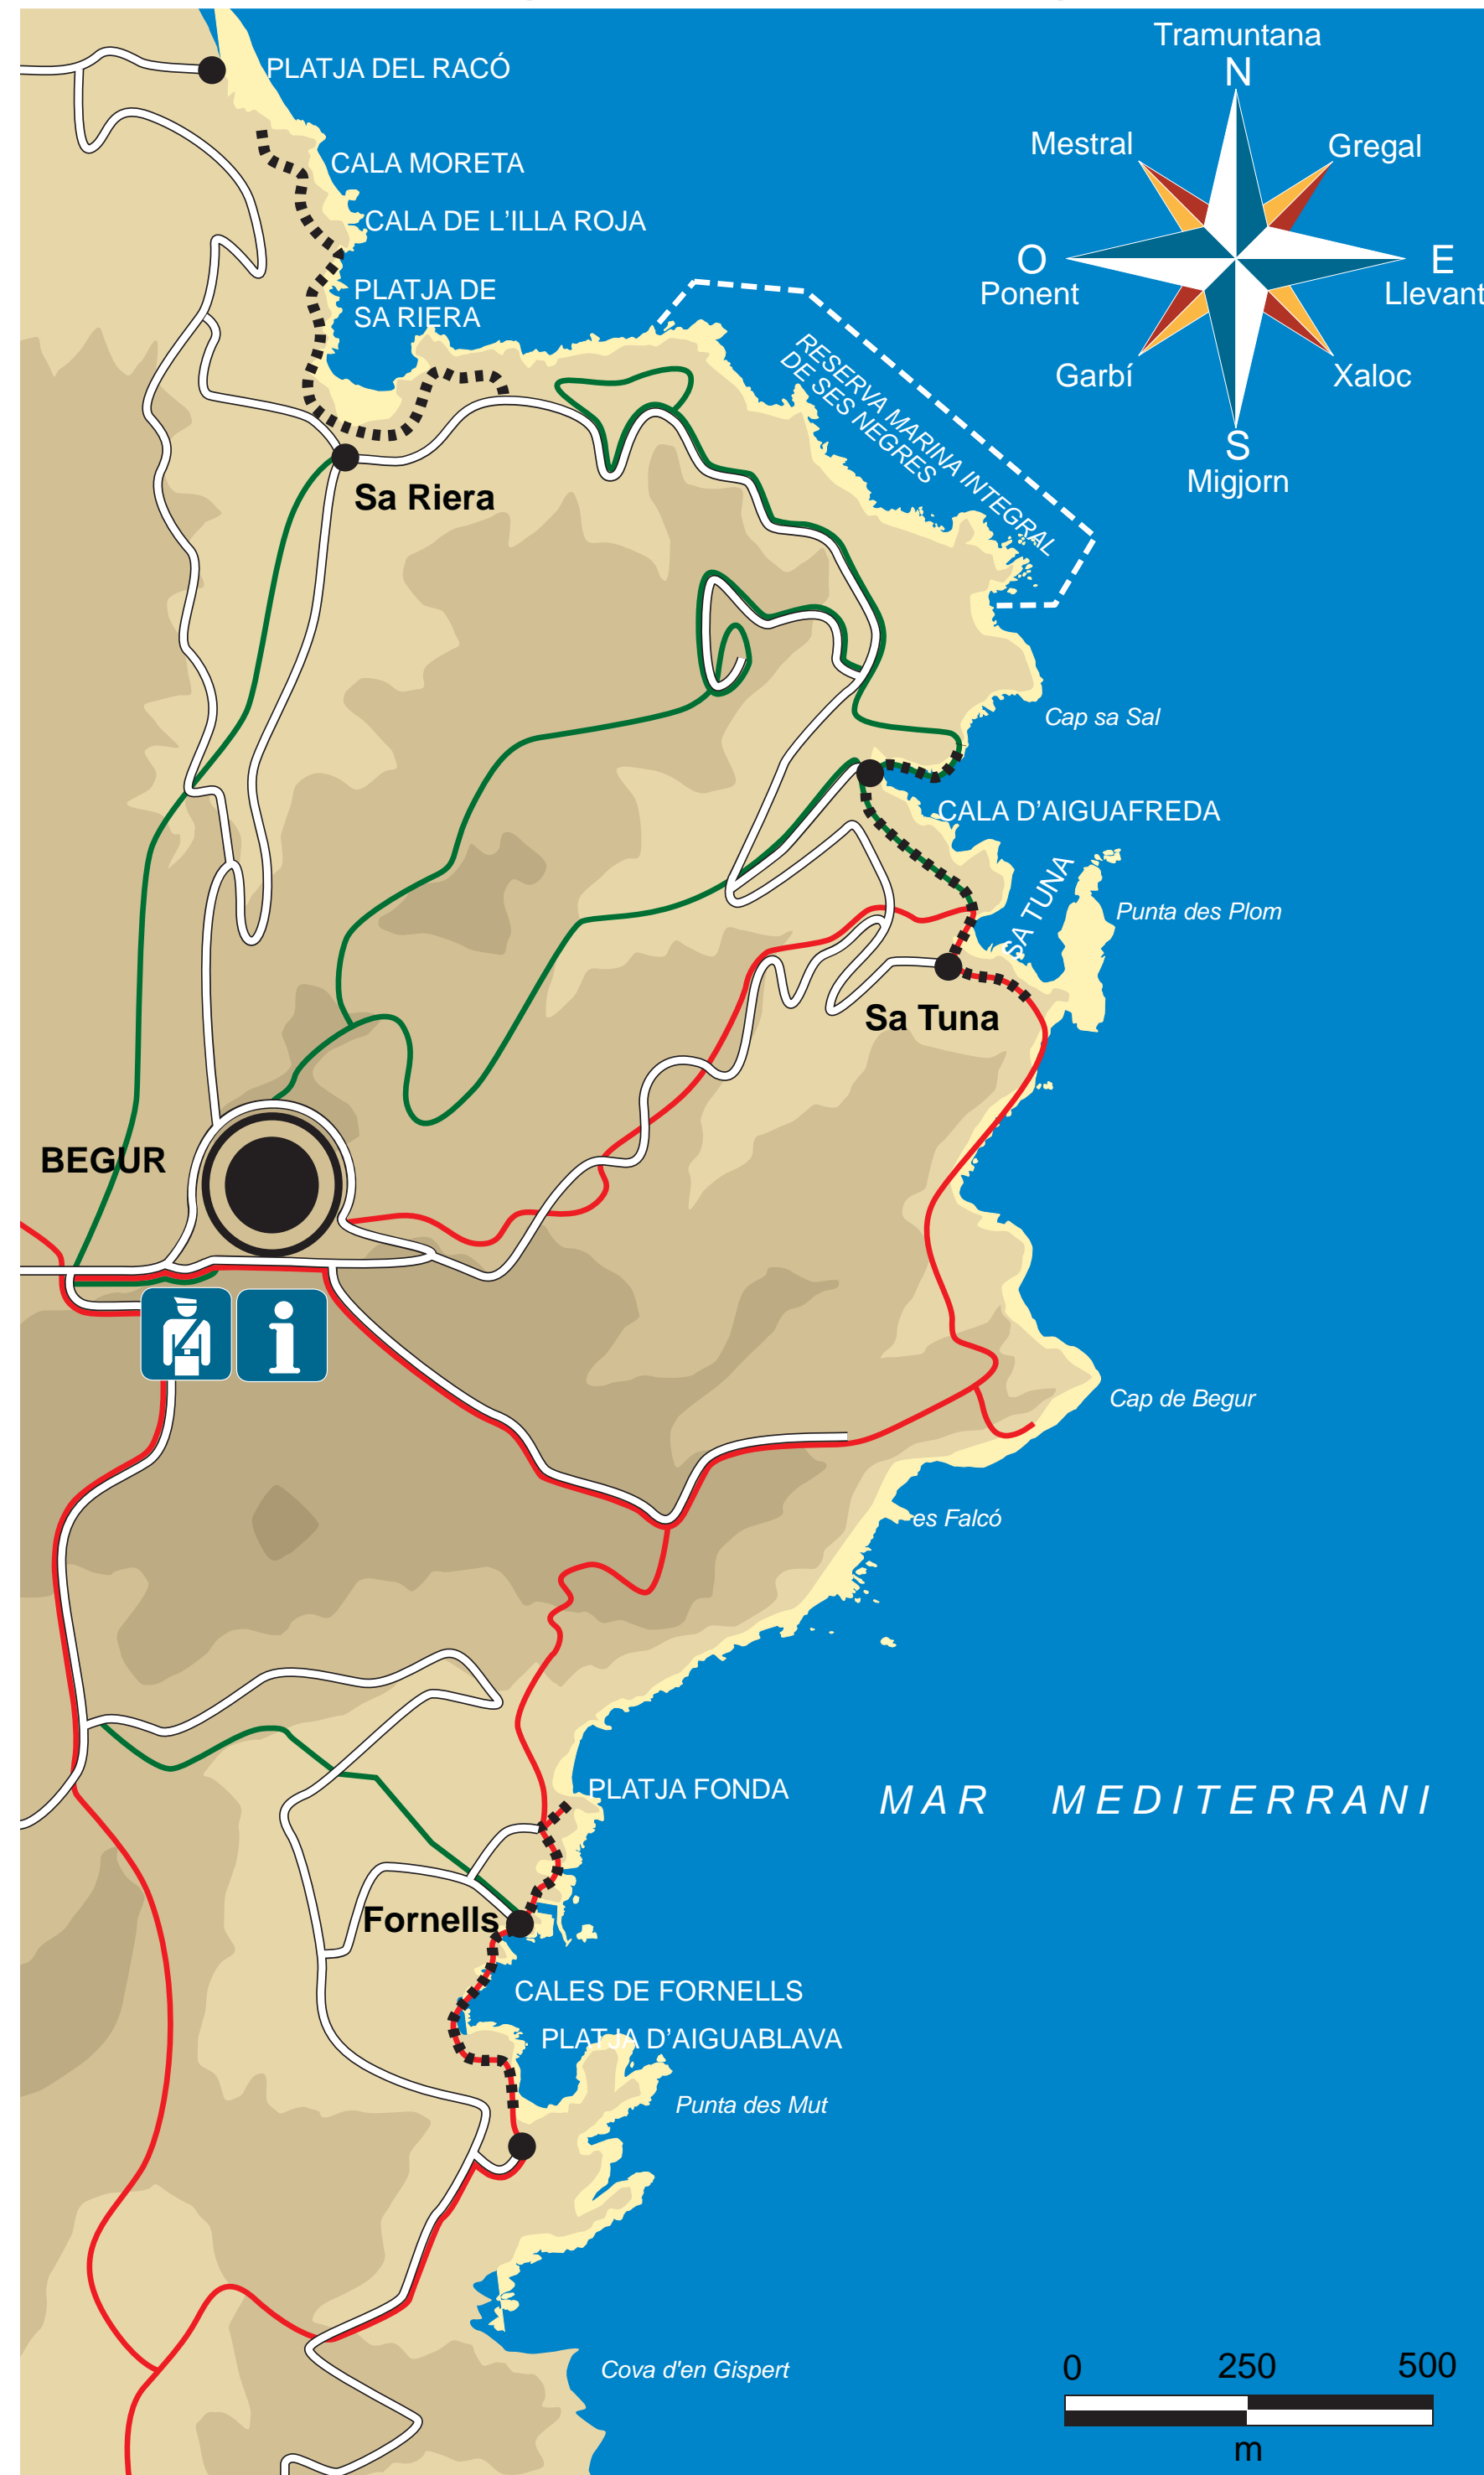 Tramuntana
N
PLATJA DEL RACÓ
Mestral
Gregal
CALA MORETA
CALA DE L'ILLA ROJA
O
Ponent
E
Llevant
PLATJA DE
SA RIERA
RESERVA MARINA INTEGRAL
DE SES NEGRES
Garbí
Xaloc
S
Migjorn
Sa Riera
Cap sa Sal
CALA D'AIGUAFREDA
SA TUNA
Punta des Plom
Sa Tuna
BEGUR
i
Cap de Begur
es Falcó
PLATJA FONDA
MAR MEDITERRANI
Fornells
CALES DE FORNELLS
PLATJA D'AIGUABLAVA
Punta des Mut
Cova d'en Gispert
0 250 500
m